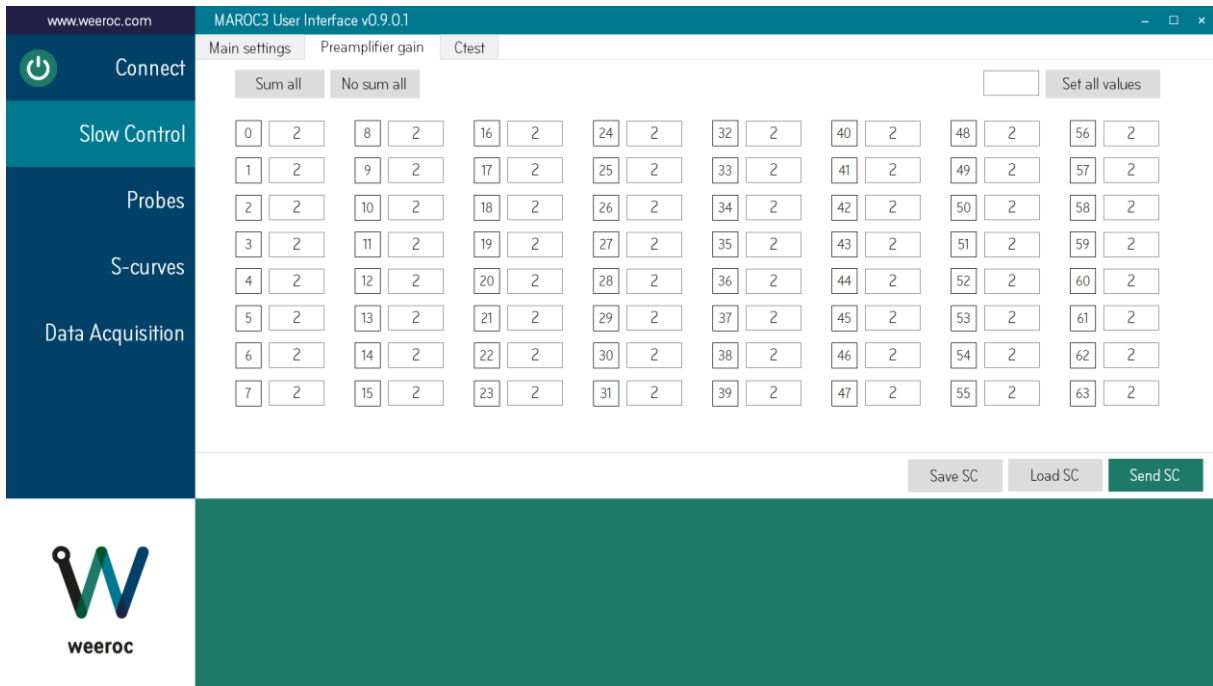 www.weeroc.com
MAROC3 User Interface v0.9.0.1
Connect
Slow Control
Probes
S-curves
Data Acquisition
Main settings Preamplifier gain Ctest
Sum all No sum all Set all values
0 2 8 2 16 2 24 2 32 2 40 2 48 2 56 2
1 2 9 2 17 2 25 2 33 2 41 2 49 2 57 2
2 2 10 2 18 2 26 2 34 2 42 2 50 2 58 2
3 2 11 2 19 2 27 2 35 2 43 2 51 2 59 2
4 2 12 2 20 2 28 2 36 2 44 2 52 2 60 2
5 2 13 2 21 2 29 2 37 2 45 2 53 2 61 2
6 2 14 2 22 2 30 2 38 2 46 2 54 2 62 2
7 2 15 2 23 2 31 2 39 2 47 2 55 2 63 2
Save SC Load SC Send SC
weeroc